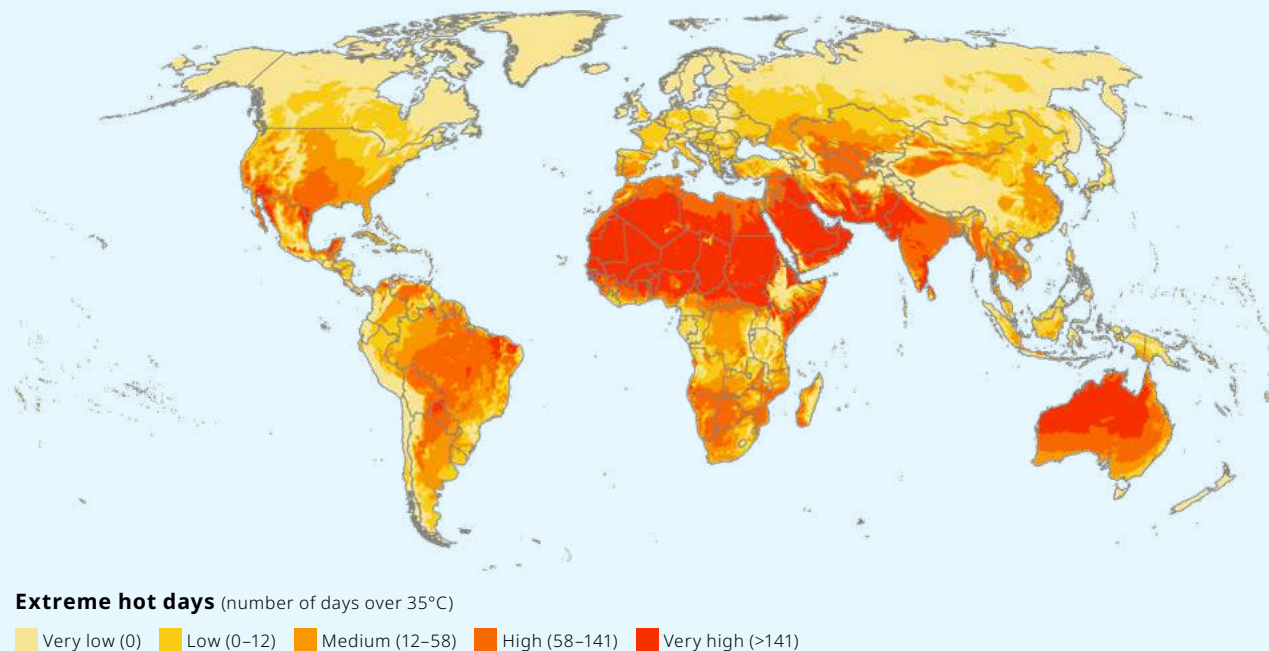 Extreme hot days (number of days over 35°C)
Very low (0) Low (0–12) Medium (12–58) High (58–141) Very high (>141)